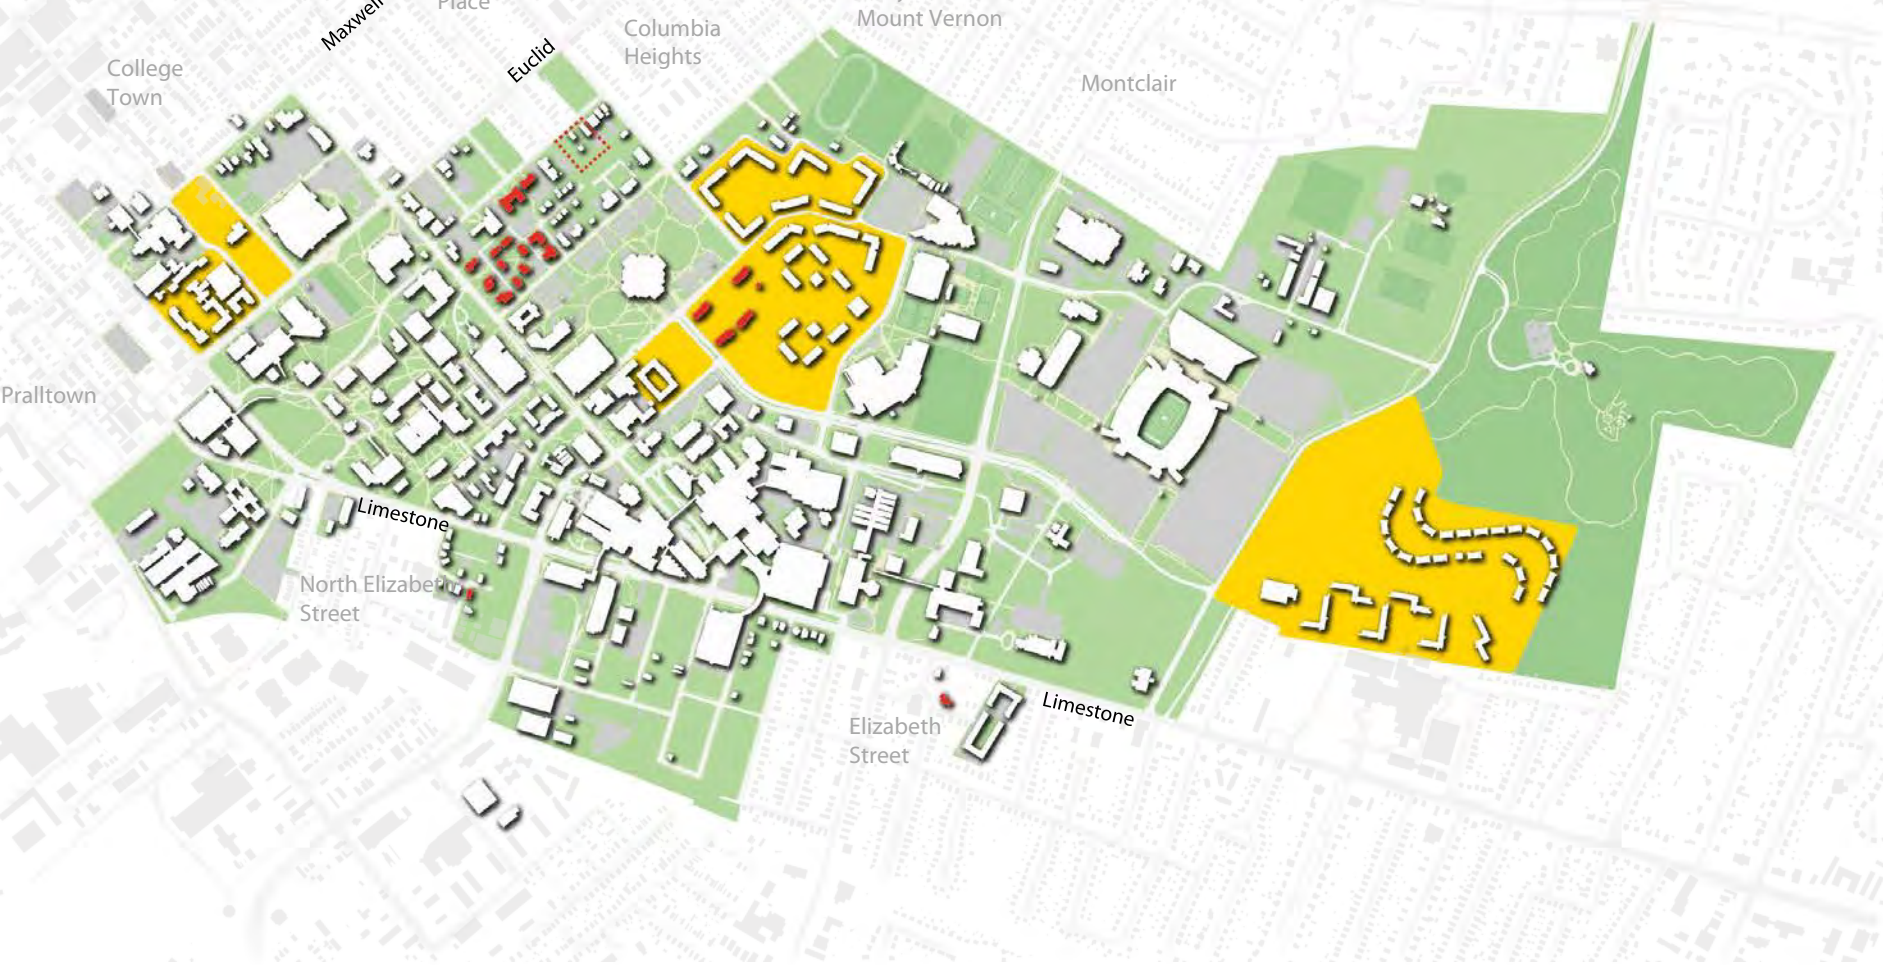 Place
Maxwell
Mount Vernon
Columbia
Heights
Euclid
College
Town
Montclair
Pralltown
Limestone
North Elizabeth
Street
Limestone
Elizabeth
Street